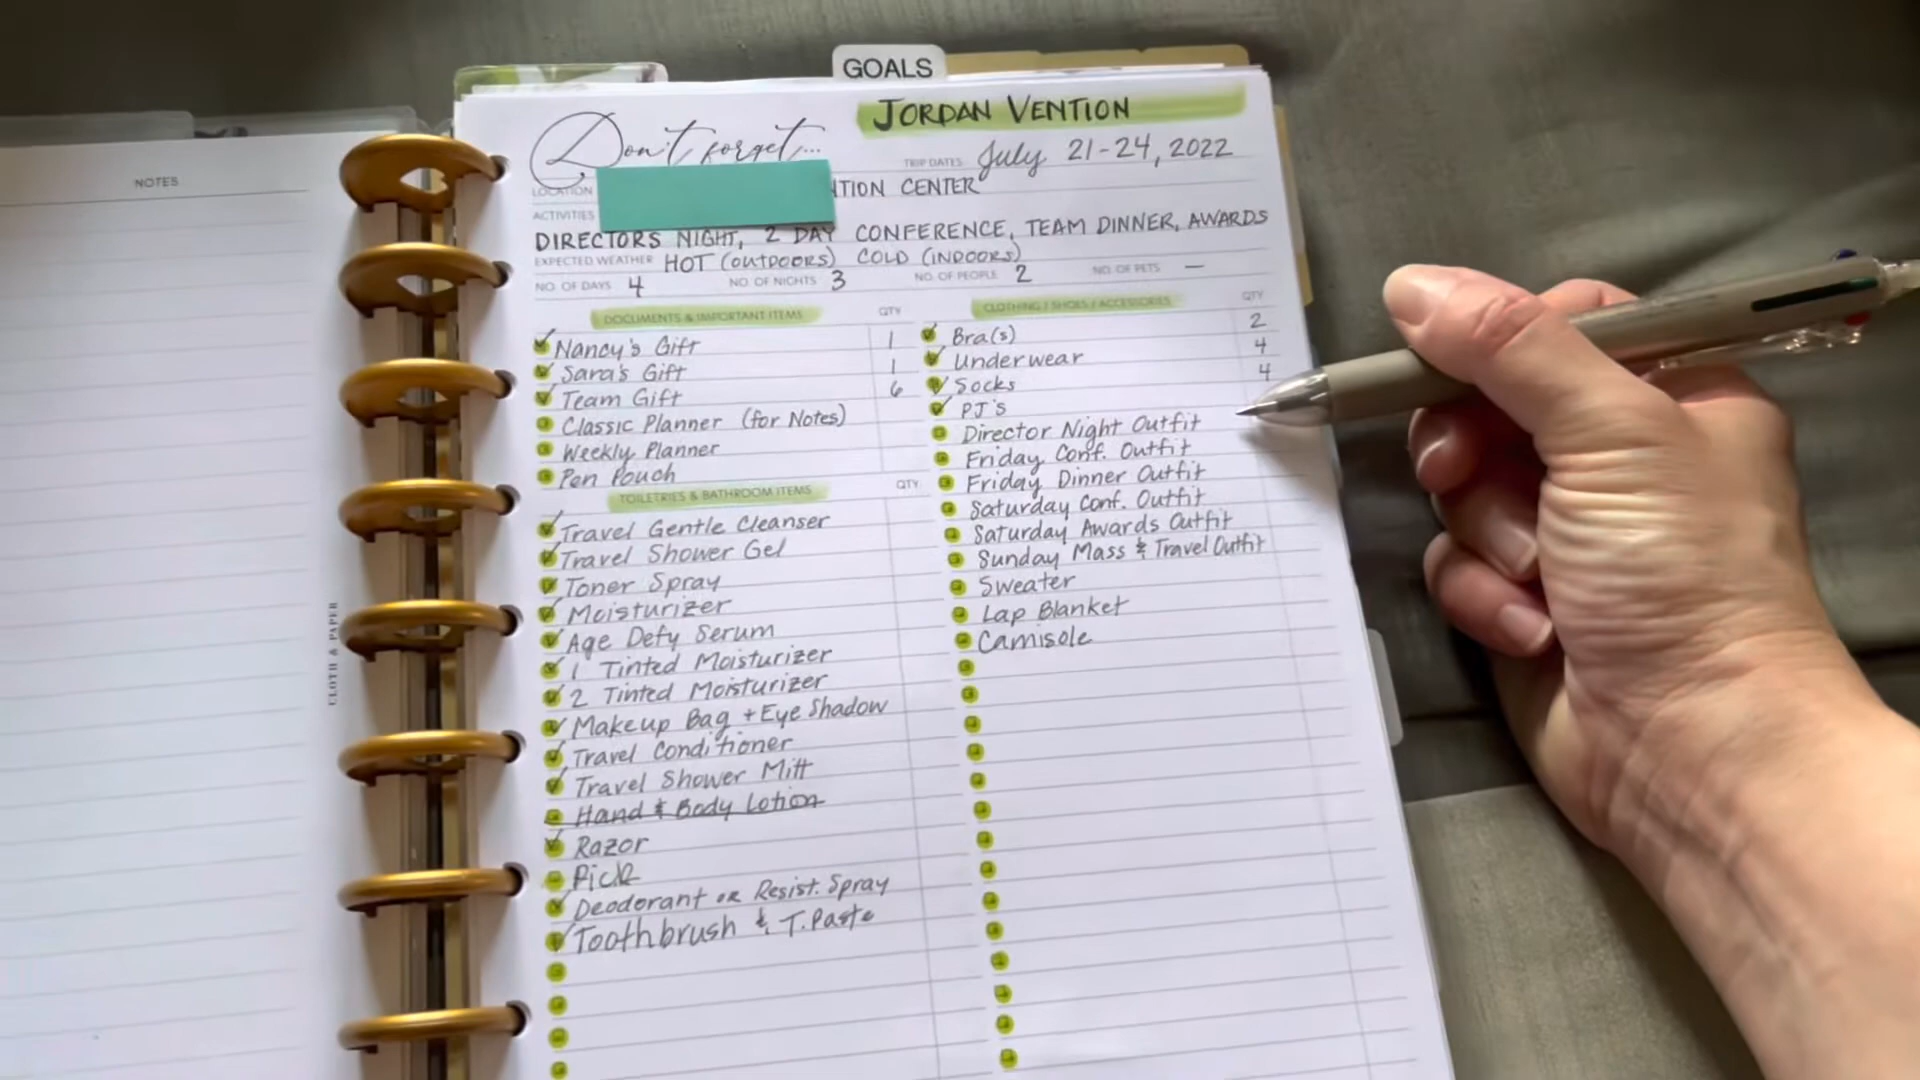 GOALS
NOTES
CLOTH & PAPER
Don't forget...
JORDAN VENTION
TRIP DATES July 21-24, 2022
LOCATION NTION CENTER
ACTIVITIES
DIRECTORS NIGHT, 2 DAY CONFERENCE, TEAM DINNER, AWARDS
EXPECTED WEATHER HOT (OUTDOORS) COLD (INDOORS)
NO. OF DAYS 4 NO. OF NIGHTS 3 NO. OF PEOPLE 2 NO. OF PETS —
DOCUMENTS & IMPORTANT ITEMS QTY
Nancy's Gift 1
Sara's Gift 1
Team Gift 6
Classic Planner (for Notes)
Weekly Planner
Pen Pouch
TOILETRIES & BATHROOM ITEMS QTY
Travel Gentle Cleanser
Travel Shower Gel
Toner Spray
Moisturizer
Age Defy Serum
1 Tinted Moisturizer
2 Tinted Moisturizer
Makeup Bag + Eye Shadow
Travel Conditioner
Travel Shower Mitt
Hand & Body Lotion
Razor
Pick
Deodorant OR Resist. Spray
Toothbrush & T.Paste
CLOTHING / SHOES / ACCESSORIES QTY
Bra(s) 2
Underwear 4
Socks 4
PJ's
Director Night Outfit
Friday Conf. Outfit
Friday Dinner Outfit
Saturday Conf. Outfit
Saturday Awards Outfit
Sunday Mass & Travel Outfit
Sweater
Lap Blanket
Camisole